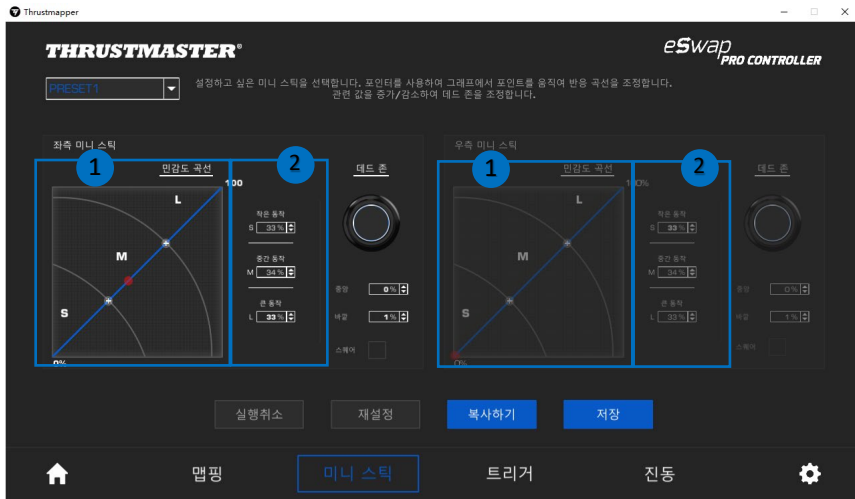 Thrustmapper
THRUSTMASTER®
eSwap
PRO CONTROLLER
PRESET1
설정하고 싶은 미니 스틱을 선택합니다. 포인터를 사용하여 그래프에서 포인트를 움직여 반응 곡선을 조정합니다.
관련 값을 증가/감소하여 데드 존을 조정합니다.
좌측 미니 스틱
1
민감도 곡선
2
데드 존
100
L
M
S
0%
작은 동작
S 33 %
중간 동작
M 34 %
큰 동작
L 33 %
중앙 0 %
바깥 1 %
스퀘어
우측 미니 스틱
1
민감도 곡선
2
데드 존
100%
L
M
S
0%
작은 동작
S 33 %
중간 동작
M 34 %
큰 동작
L 33 %
중앙 0 %
바깥 1 %
스퀘어
실행취소
재설정
복사하기
저장
맵핑
미니 스틱
트리거
진동